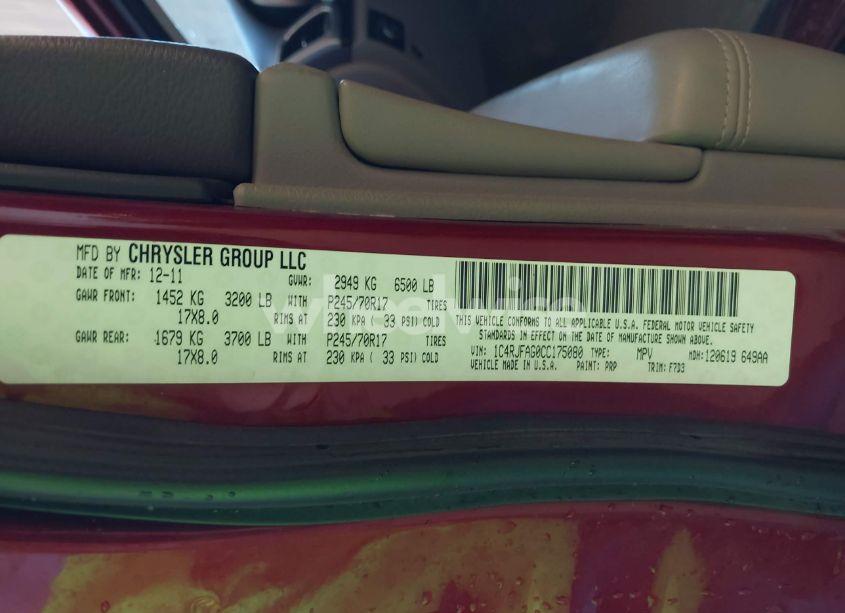 MFD BY CHRYSLER GROUP LLC
DATE OF MFR: 12-11 GVWR: 2949 KG 6500 LB
GAWR FRONT: 1452 KG 3200 LB WITH P245/70R17 TIRES
17X8.0 RIMS AT 230 KPA ( 33 PSI) COLD
GAWR REAR: 1679 KG 3700 LB WITH P245/70R17 TIRES
17X8.0 RIMS AT 230 KPA ( 33 PSI) COLD
THIS VEHICLE CONFORMS TO ALL APPLICABLE U.S.A. FEDERAL MOTOR VEHICLE SAFETY
STANDARDS IN EFFECT ON THE DATE OF MANUFACTURE SHOWN ABOVE.
VIN: 1C4RJFAG0CC175080 TYPE: MPV MDH: 120619 649AA
VEHICLE MADE IN U.S.A. PAINT: PRP TRIM: F7D3